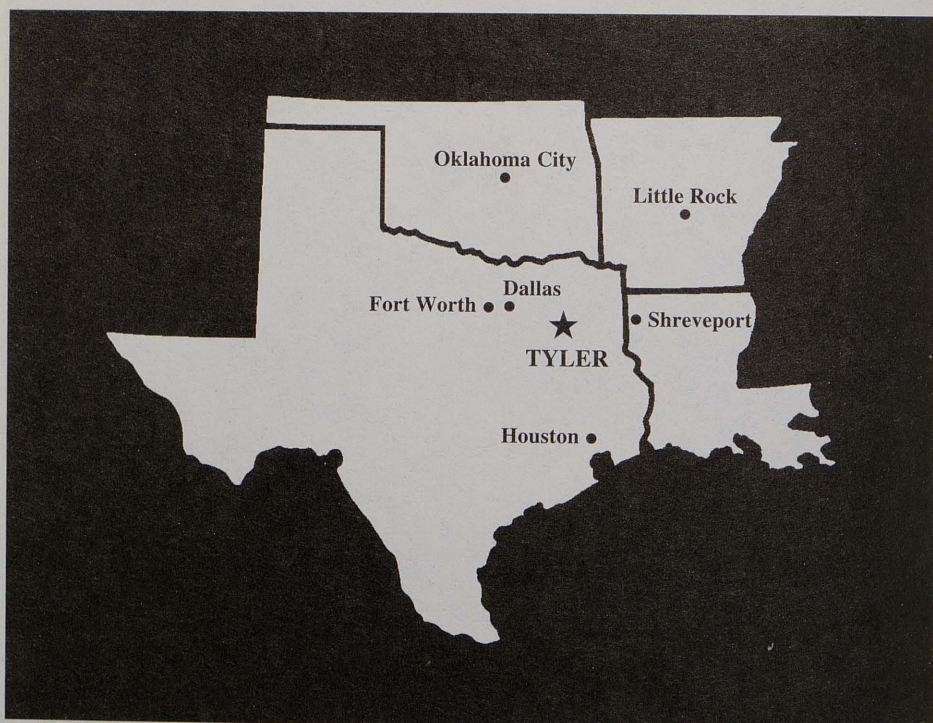 Oklahoma City
Little Rock
Dallas
Fort Worth
Shreveport
TYLER
Houston